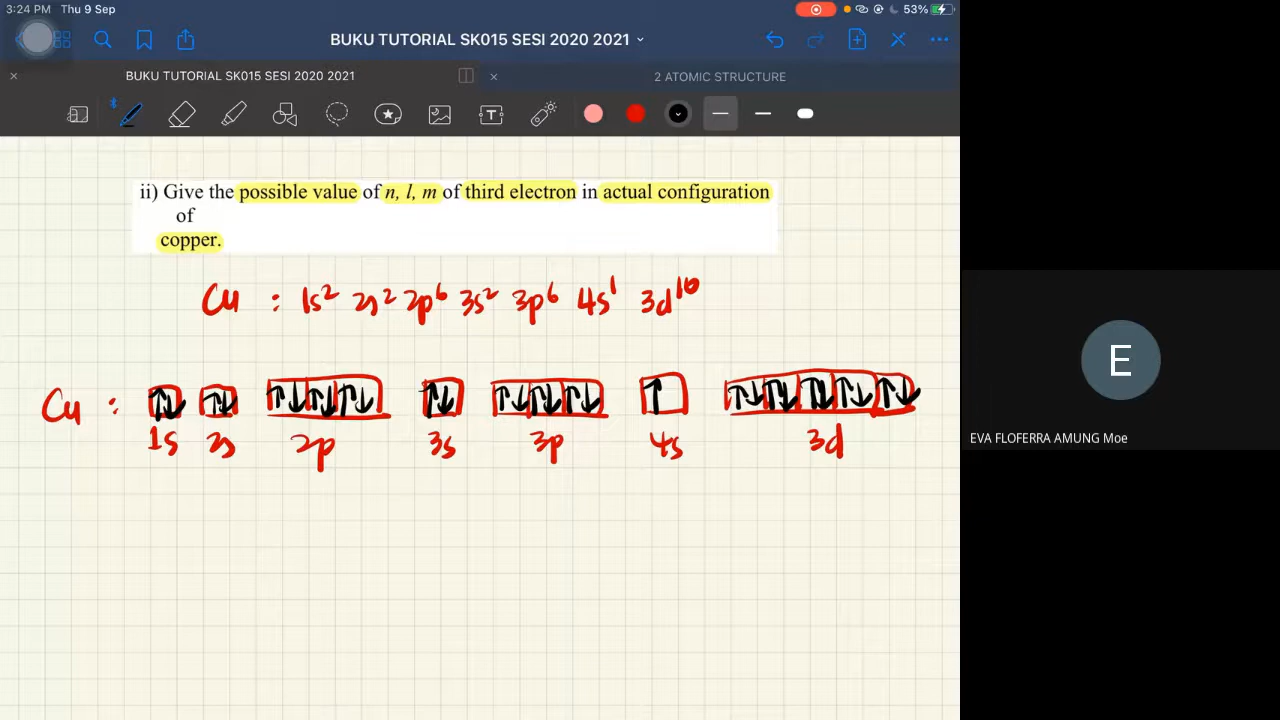 3:24 PM Thu 9 Sep
53%
BUKU TUTORIAL SK015 SESI 2020 2021
BUKU TUTORIAL SK015 SESI 2020 2021
2 ATOMIC STRUCTURE
T
ii) Give the possible value of n, l, m of third electron in actual configuration
of
copper.
Cu : 1s² 2s² 2p⁶ 3s² 3p⁶ 4s¹ 3d¹⁰
Cu : ↑↓ ↑↓ ↑↓↑↓↑↓ ↑↓ ↑↓↑↓↑↓ ↑ ↑↓↑↓↑↓↑↓↑↓
1s 2s 2p 3s 3p 4s 3d
E
EVA FLOFERRA AMUNG Moe